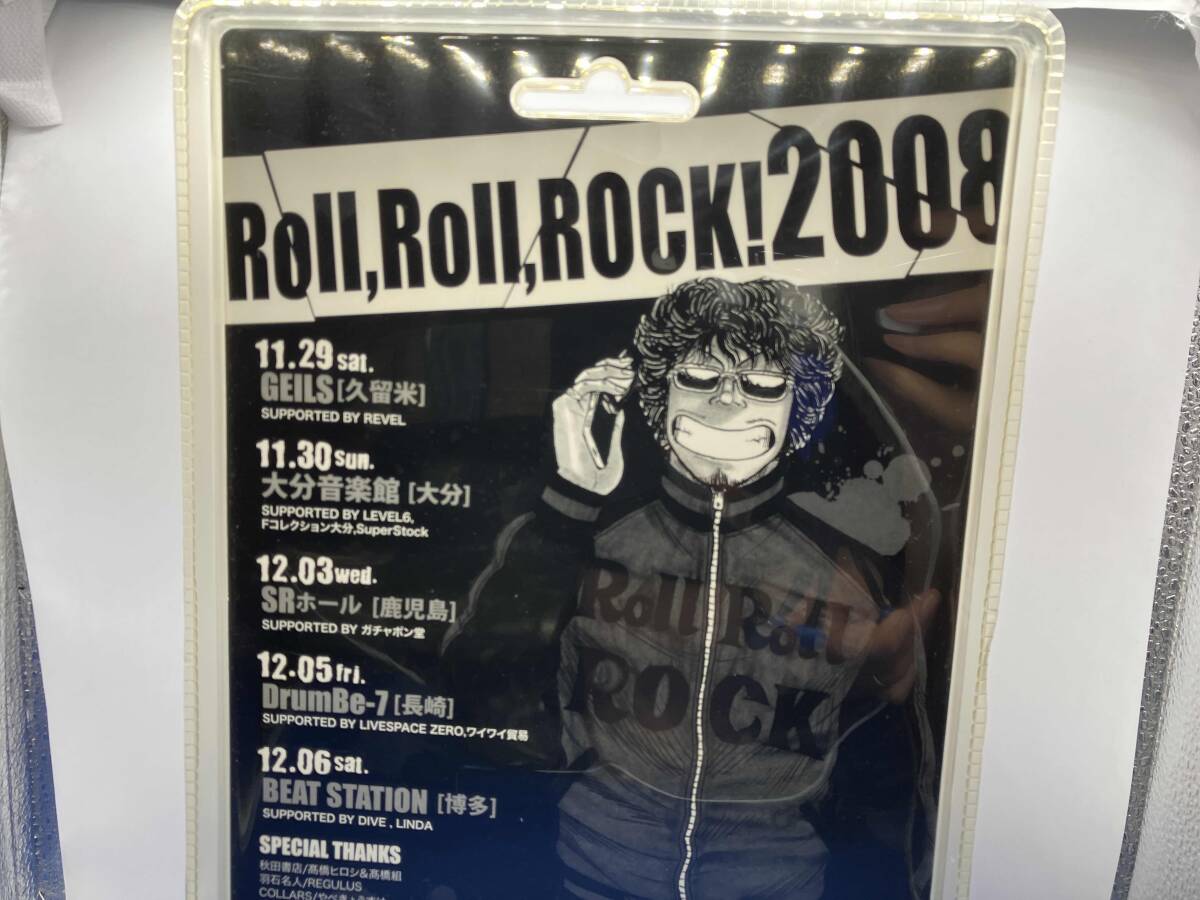 Roll,Roll,ROCK!2008
11.29 sat.
GEILS[久留米]
SUPPORTED BY REVEL
11.30 sun.
大分音楽館 [大分]
SUPPORTED BY LEVEL6,
Fコレクション大分,SuperStock
12.03 wed.
SRホール [鹿児島]
SUPPORTED BY ガチャポン堂
12.05 fri.
DrumBe-7 [長崎]
SUPPORTED BY LIVESPACE ZERO,ワイワイ貿易
12.06 sat.
BEAT STATION [博多]
SUPPORTED BY DIVE , LINDA
SPECIAL THANKS
秋田書店/髙橋ヒロシ&髙橋組
羽石名人/REGULUS
COLLARS/
Roll Roll
ROCK